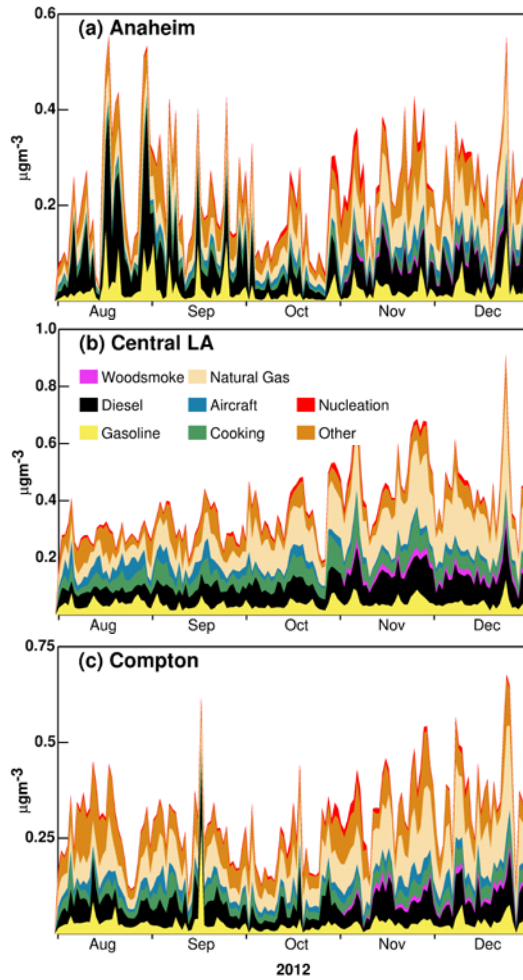 (a) Anaheim
0.6
0.4
0.2
μgm-3
Aug Sep Oct Nov Dec
(b) Central LA
1.0
0.8
0.6
0.4
0.2
μgm-3
Woodsmoke Natural Gas
Diesel Aircraft Nucleation
Gasoline Cooking Other
Aug Sep Oct Nov Dec
(c) Compton
0.75
0.5
0.25
μgm-3
Aug Sep Oct Nov Dec
2012